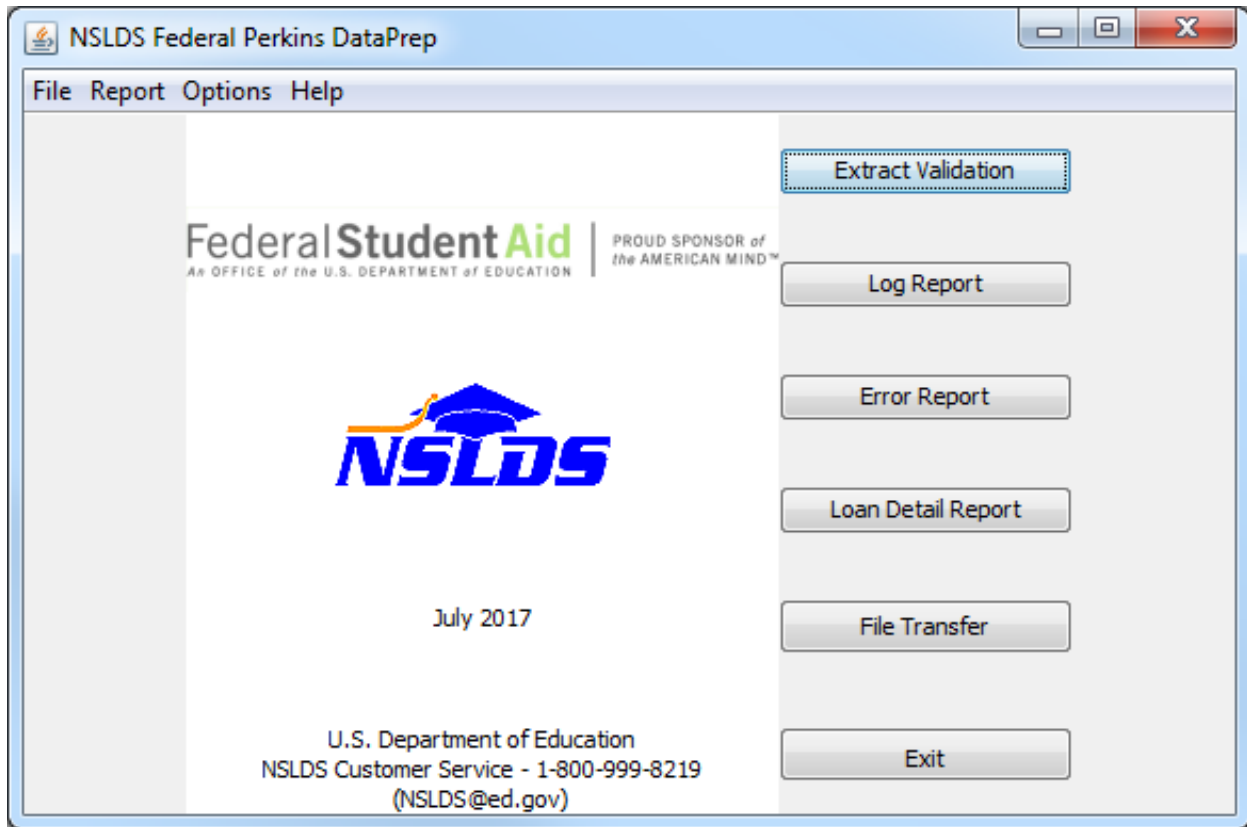 NSLDS Federal Perkins DataPrep
File Report Options Help
Extract Validation
Federal Student Aid
An OFFICE of the U.S. DEPARTMENT of EDUCATION
PROUD SPONSOR of
the AMERICAN MIND™
Log Report
Error Report
NSLDS
Loan Detail Report
July 2017
File Transfer
U.S. Department of Education
NSLDS Customer Service - 1-800-999-8219
(NSLDS@ed.gov)
Exit